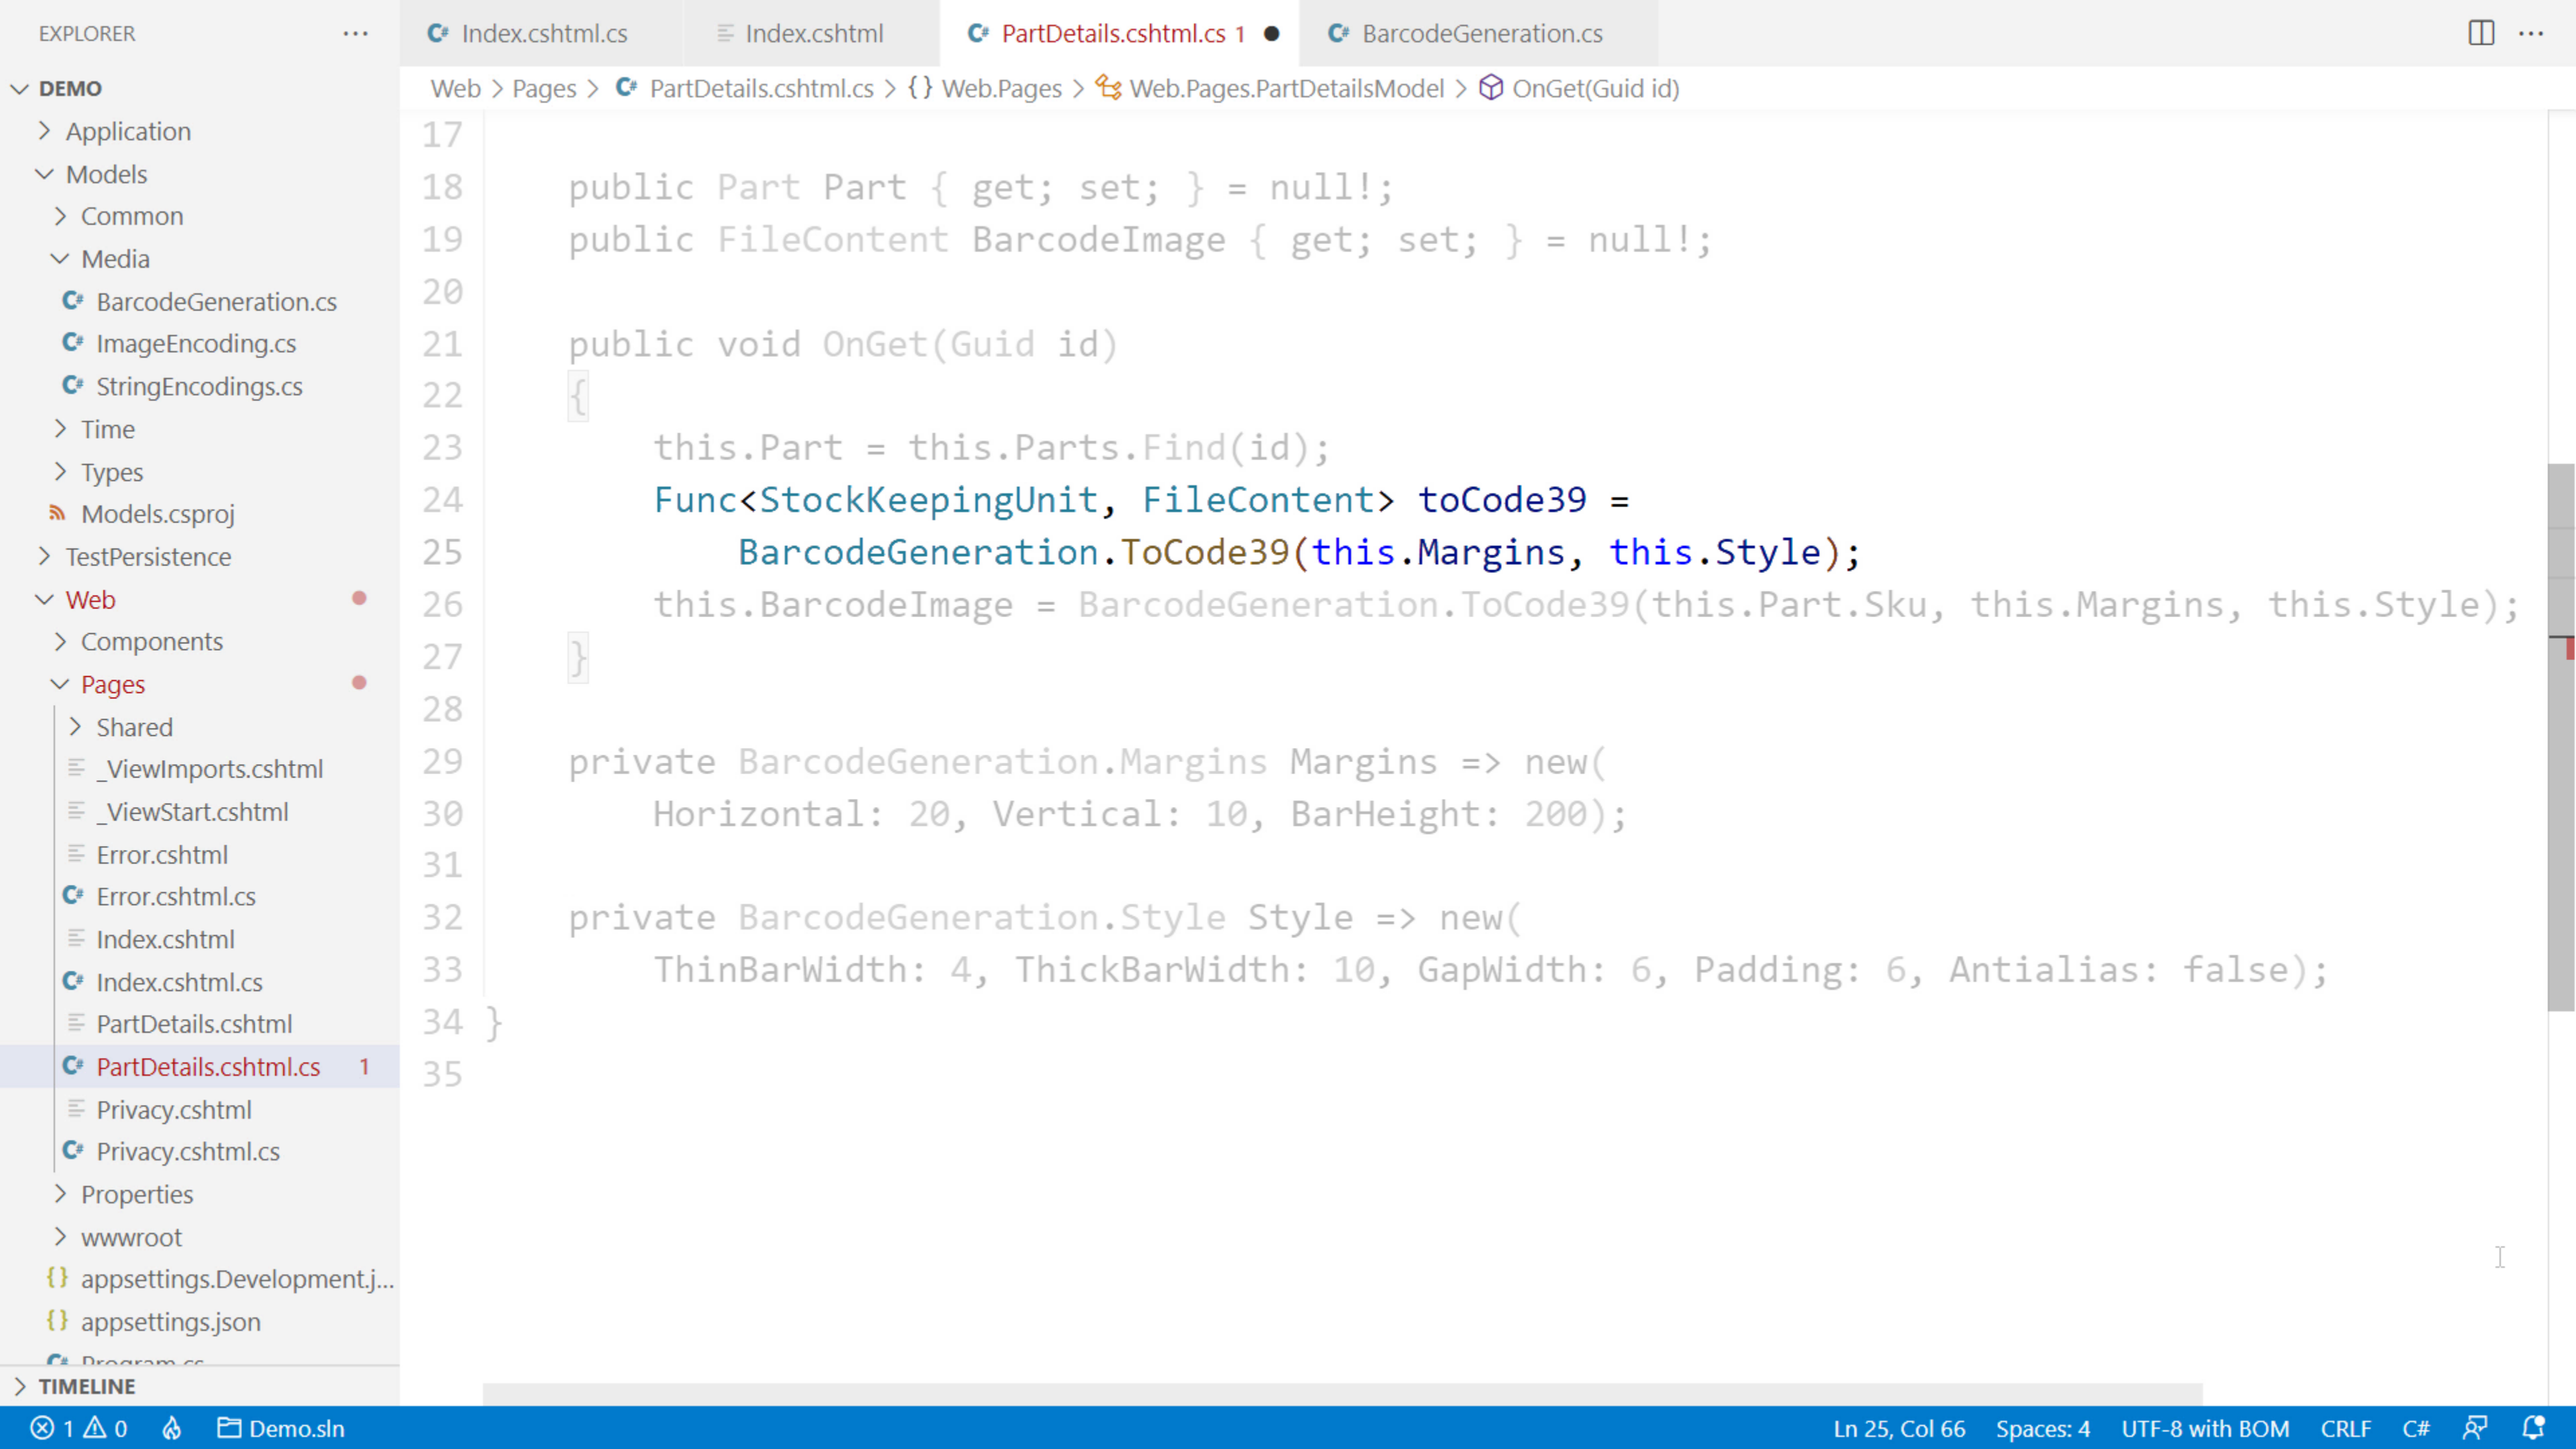 EXPLORER
DEMO
Application
Models
Common
Media
BarcodeGeneration.cs
ImageEncoding.cs
StringEncodings.cs
Time
Types
Models.csproj
TestPersistence
Web
Components
Pages
Shared
_ViewImports.cshtml
_ViewStart.cshtml
Error.cshtml
Error.cshtml.cs
Index.cshtml
Index.cshtml.cs
PartDetails.cshtml
PartDetails.cshtml.cs 1
Privacy.cshtml
Privacy.cshtml.cs
Properties
wwwroot
appsettings.Development.j...
appsettings.json
Program.cs
TIMELINE
Index.cshtml.cs Index.cshtml PartDetails.cshtml.cs 1 BarcodeGeneration.cs
Web > Pages > PartDetails.cshtml.cs > {} Web.Pages > Web.Pages.PartDetailsModel > OnGet(Guid id)
17
18 public Part Part { get; set; } = null!;
19 public FileContent BarcodeImage { get; set; } = null!;
20
21 public void OnGet(Guid id)
22 {
23 this.Part = this.Parts.Find(id);
24 Func<StockKeepingUnit, FileContent> toCode39 =
25 BarcodeGeneration.ToCode39(this.Margins, this.Style);
26 this.BarcodeImage = BarcodeGeneration.ToCode39(this.Part.Sku, this.Margins, this.Style);
27 }
28
29 private BarcodeGeneration.Margins Margins => new(
30 Horizontal: 20, Vertical: 10, BarHeight: 200);
31
32 private BarcodeGeneration.Style Style => new(
33 ThinBarWidth: 4, ThickBarWidth: 10, GapWidth: 6, Padding: 6, Antialias: false);
34 }
35
1 0 Demo.sln Ln 25, Col 66 Spaces: 4 UTF-8 with BOM CRLF C#